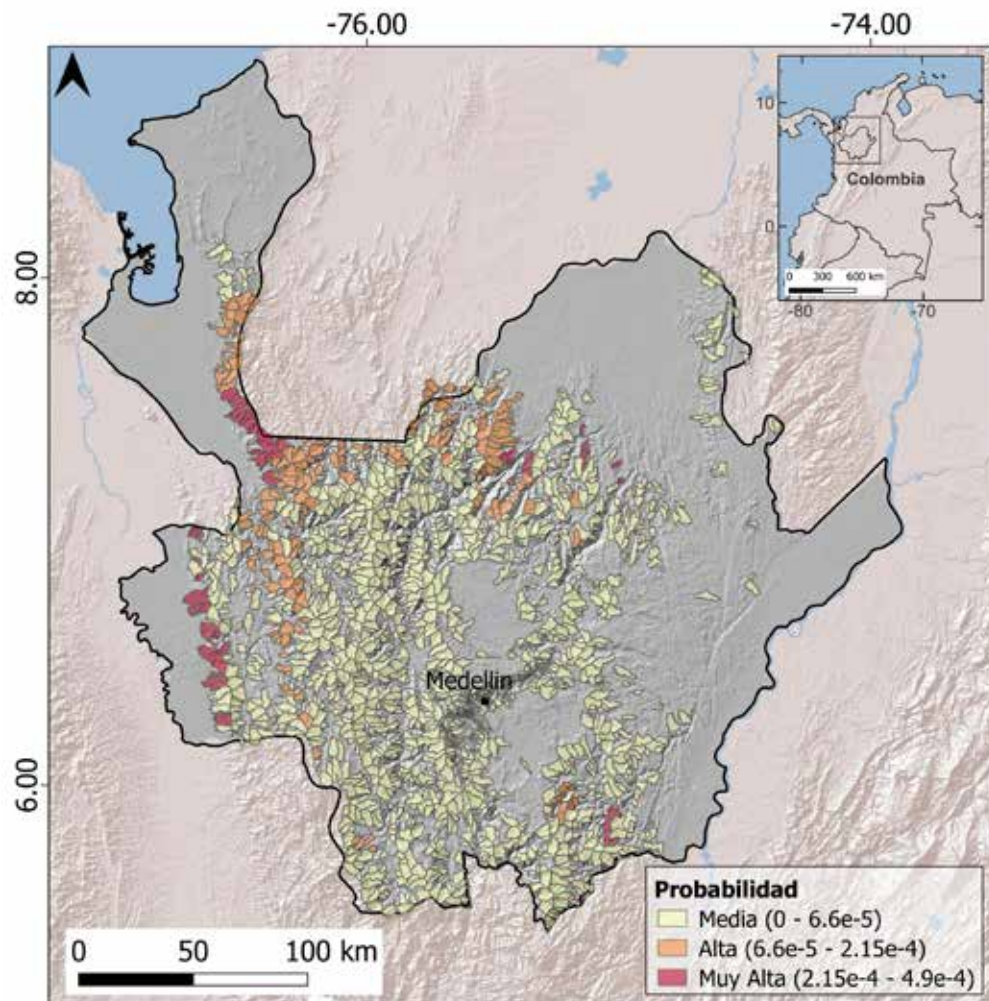 -76.00
-74.00
8.00
6.00
10
0
Colombia
0 300 600 km
-80
-70
Medellin
Probabilidad
Media (0 - 6.6e-5)
Alta (6.6e-5 - 2.15e-4)
Muy Alta (2.15e-4 - 4.9e-4)
0 50 100 km